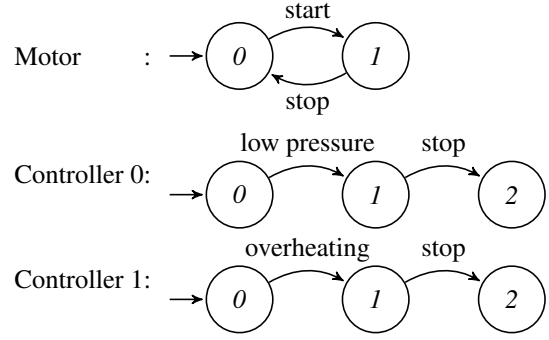 start
Motor : 0 1
stop
low pressure stop
Controller 0: 0 1 2
overheating stop
Controller 1: 0 1 2